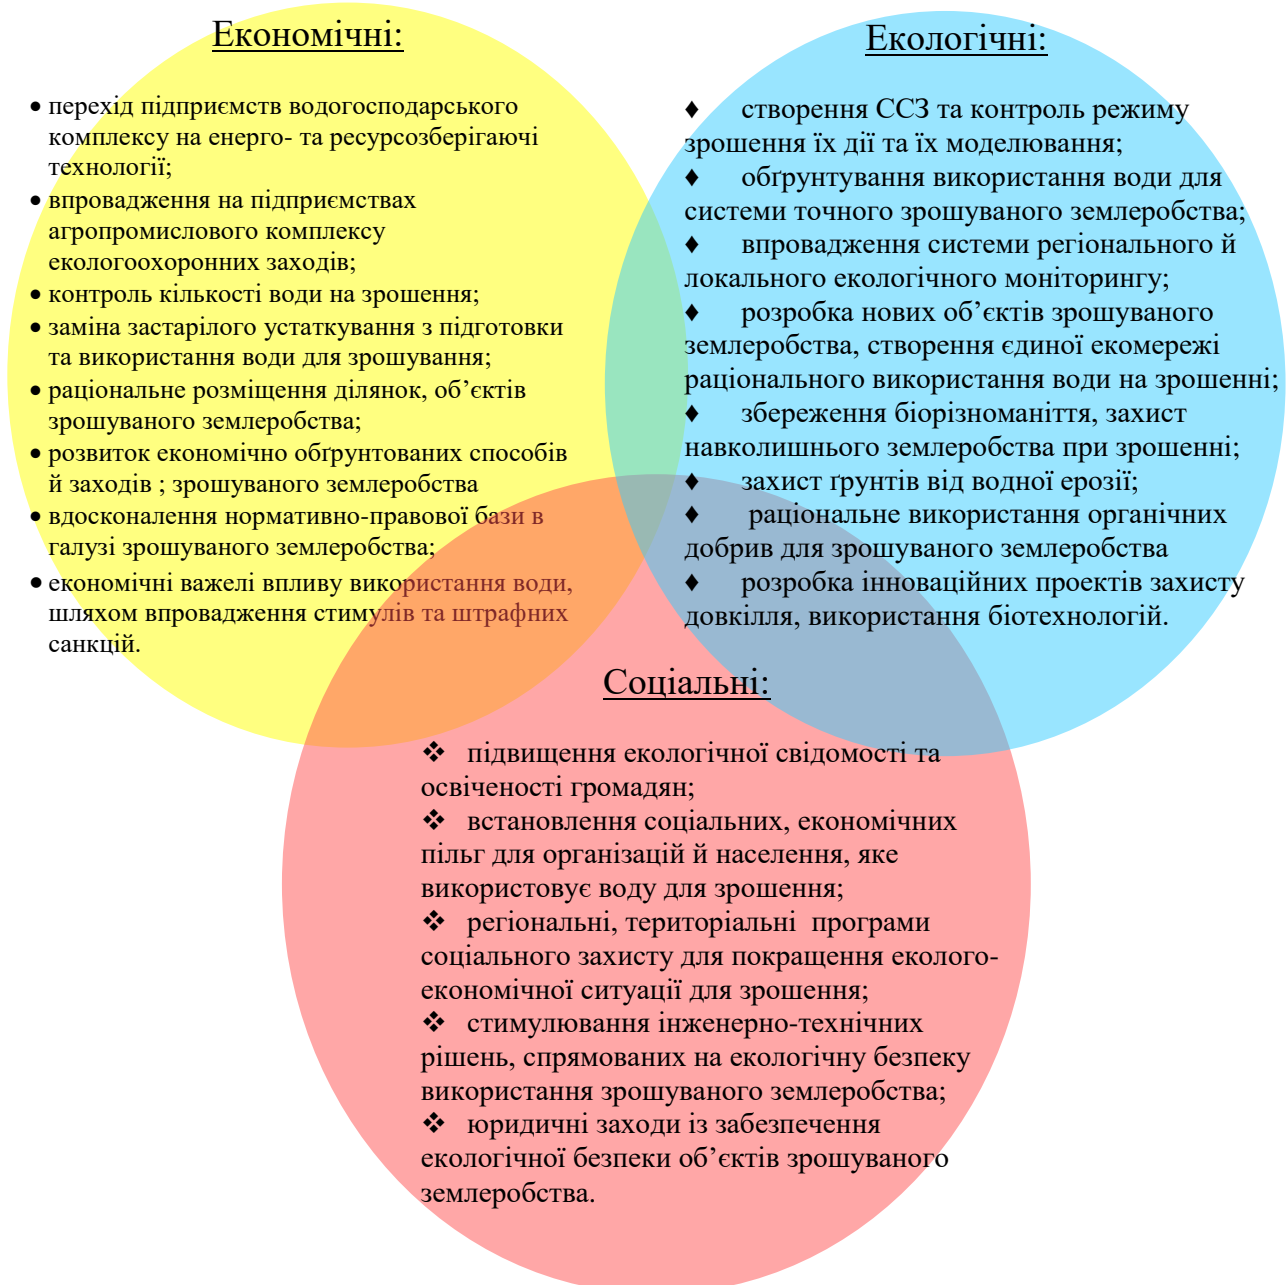 Економічні:
• перехід підприємств водогосподарського
комплексу на енерго- та ресурсозберігаючі
технології;
• впровадження на підприємствах
агропромислового комплексу
екологоохоронних заходів;
• контроль кількості води на зрошення;
• заміна застарілого устаткування з підготовки
та використання води для зрошування;
• раціональне розміщення ділянок, об’єктів
зрошуваного землеробства;
• розвиток економічно обґрунтованих способів
й заходів ; зрошуваного землеробства
• вдосконалення нормативно-правової бази в
галузі зрошуваного землеробства;
• економічні важелі впливу використання води,
шляхом впровадження стимулів та штрафних
санкцій.
Екологічні:
♦ створення ССЗ та контроль режиму
зрошення їх дії та їх моделювання;
♦ обґрунтування використання води для
системи точного зрошуваного землеробства;
♦ впровадження системи регіонального й
локального екологічного моніторингу;
♦ розробка нових об’єктів зрошуваного
землеробства, створення єдиної екомережі
раціонального використання води на зрошенні;
♦ збереження біорізноманіття, захист
навколишнього землеробства при зрошенні;
♦ захист ґрунтів від водної ерозії;
♦ раціональне використання органічних
добрив для зрошуваного землеробства
♦ розробка інноваційних проектів захисту
довкілля, використання біотехнологій.
Соціальні:
❖ підвищення екологічної свідомості та
освіченості громадян;
❖ встановлення соціальних, економічних
пільг для організацій й населення, яке
використовує воду для зрошення;
❖ регіональні, територіальні програми
соціального захисту для покращення еколого-
економічної ситуації для зрошення;
❖ стимулювання інженерно-технічних
рішень, спрямованих на екологічну безпеку
використання зрошуваного землеробства;
❖ юридичні заходи із забезпечення
екологічної безпеки об’єктів зрошуваного
землеробства.